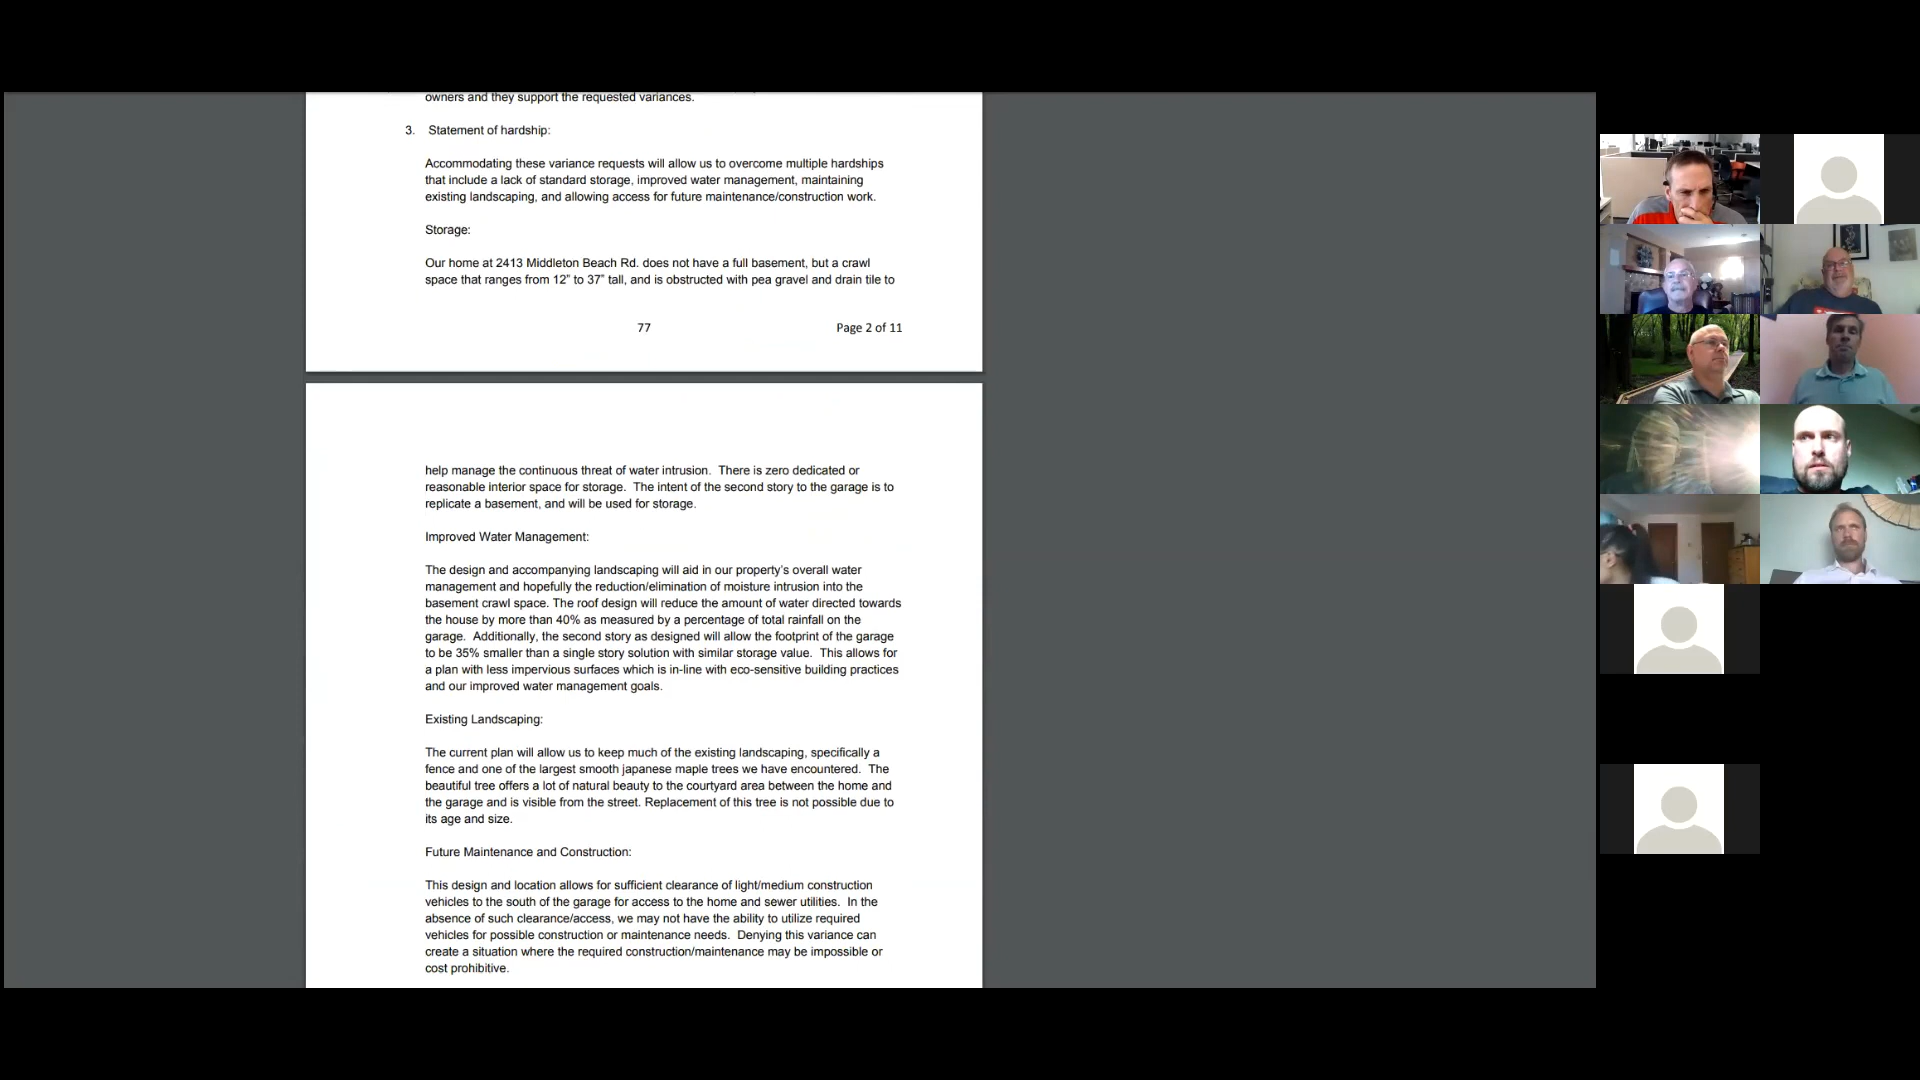 owners and they support the requested variances.
3. Statement of hardship:
Accommodating these variance requests will allow us to overcome multiple hardships
that include a lack of standard storage, improved water management, maintaining
existing landscaping, and allowing access for future maintenance/construction work.
Storage:
Our home at 2413 Middleton Beach Rd. does not have a full basement, but a crawl
space that ranges from 12” to 37” tall, and is obstructed with pea gravel and drain tile to
77 Page 2 of 11
help manage the continuous threat of water intrusion. There is zero dedicated or
reasonable interior space for storage. The intent of the second story to the garage is to
replicate a basement, and will be used for storage.
Improved Water Management:
The design and accompanying landscaping will aid in our property’s overall water
management and hopefully the reduction/elimination of moisture intrusion into the
basement crawl space. The roof design will reduce the amount of water directed towards
the house by more than 40% as measured by a percentage of total rainfall on the
garage. Additionally, the second story as designed will allow the footprint of the garage
to be 35% smaller than a single story solution with similar storage value. This allows for
a plan with less impervious surfaces which is in-line with eco-sensitive building practices
and our improved water management goals.
Existing Landscaping:
The current plan will allow us to keep much of the existing landscaping, specifically a
fence and one of the largest smooth japanese maple trees we have encountered. The
beautiful tree offers a lot of natural beauty to the courtyard area between the home and
the garage and is visible from the street. Replacement of this tree is not possible due to
its age and size.
Future Maintenance and Construction:
This design and location allows for sufficient clearance of light/medium construction
vehicles to the south of the garage for access to the home and sewer utilities. In the
absence of such clearance/access, we may not have the ability to utilize required
vehicles for possible construction or maintenance needs. Denying this variance can
create a situation where the required construction/maintenance may be impossible or
cost prohibitive.